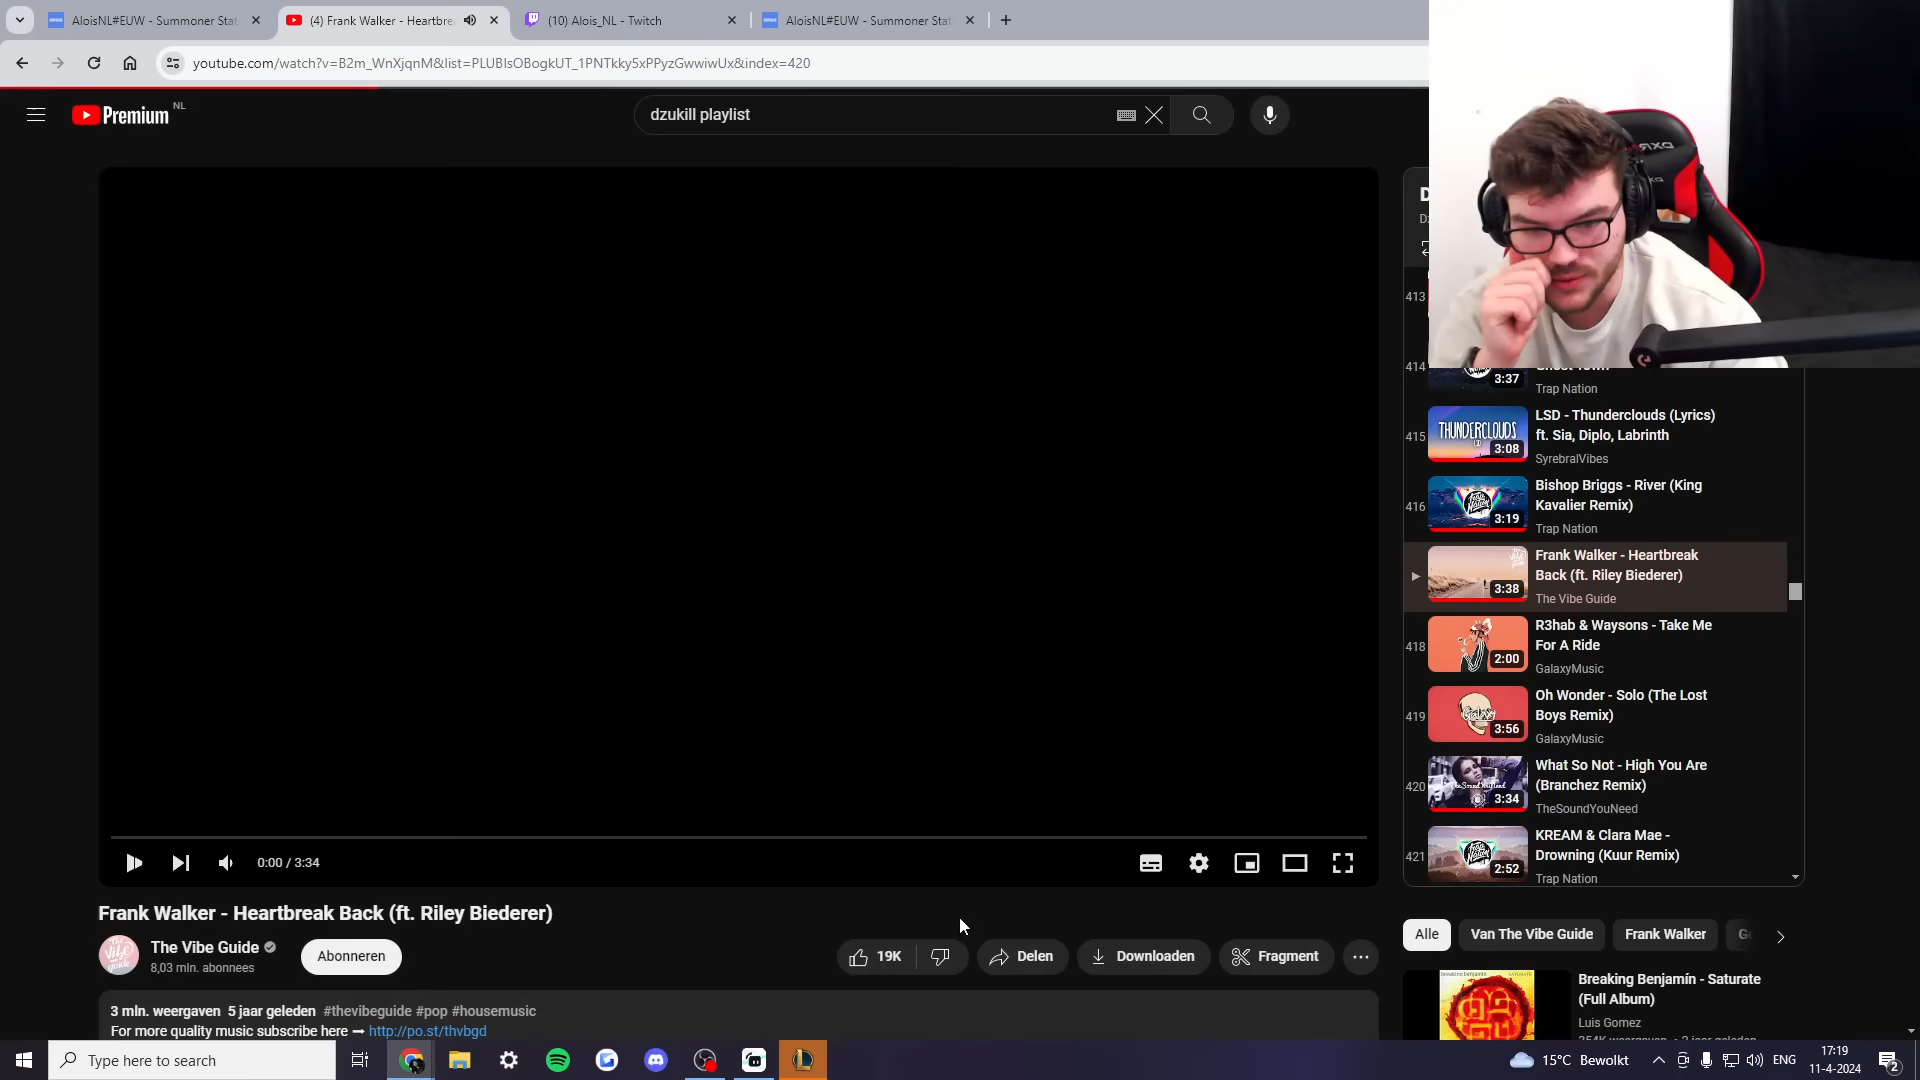 AloisNL#EUW - Summoner Stat
(4) Frank Walker - Heartbre
(10) Alois_NL - Twitch
AloisNL#EUW - Summoner Stat
youtube.com/watch?v=B2m_WnXjqnM&list=PLUBIsOBogkUT_1PNTkky5xPPyzGwwiwUx&index=420
Premium
NL
dzukill playlist
413
414
3:37
Trap Nation
415
THUNDERCLOUDS
3:08
LSD - Thunderclouds (Lyrics)
ft. Sia, Diplo, Labrinth
SyrebralVibes
416
3:19
Bishop Briggs - River (King
Kavalier Remix)
Trap Nation
3:38
Frank Walker - Heartbreak
Back (ft. Riley Biederer)
The Vibe Guide
418
2:00
R3hab & Waysons - Take Me
For A Ride
GalaxyMusic
419
3:56
Oh Wonder - Solo (The Lost
Boys Remix)
GalaxyMusic
420
3:34
What So Not - High You Are
(Branchez Remix)
TheSoundYouNeed
421
2:52
KREAM & Clara Mae -
Drowning (Kuur Remix)
Trap Nation
0:00 / 3:34
Frank Walker - Heartbreak Back (ft. Riley Biederer)
The Vibe Guide
8,03 mln. abonnees
Abonneren
19K
Delen
Downloaden
Fragment
3 mln. weergaven 5 jaar geleden #thevibeguide #pop #housemusic
For more quality music subscribe here ➞ http://po.st/thvbgd
Alle
Van The Vibe Guide
Frank Walker
Breaking Benjamín - Saturate
(Full Album)
Luis Gomez
Type here to search
15°C Bewolkt
ENG
17:19
11-4-2024
2